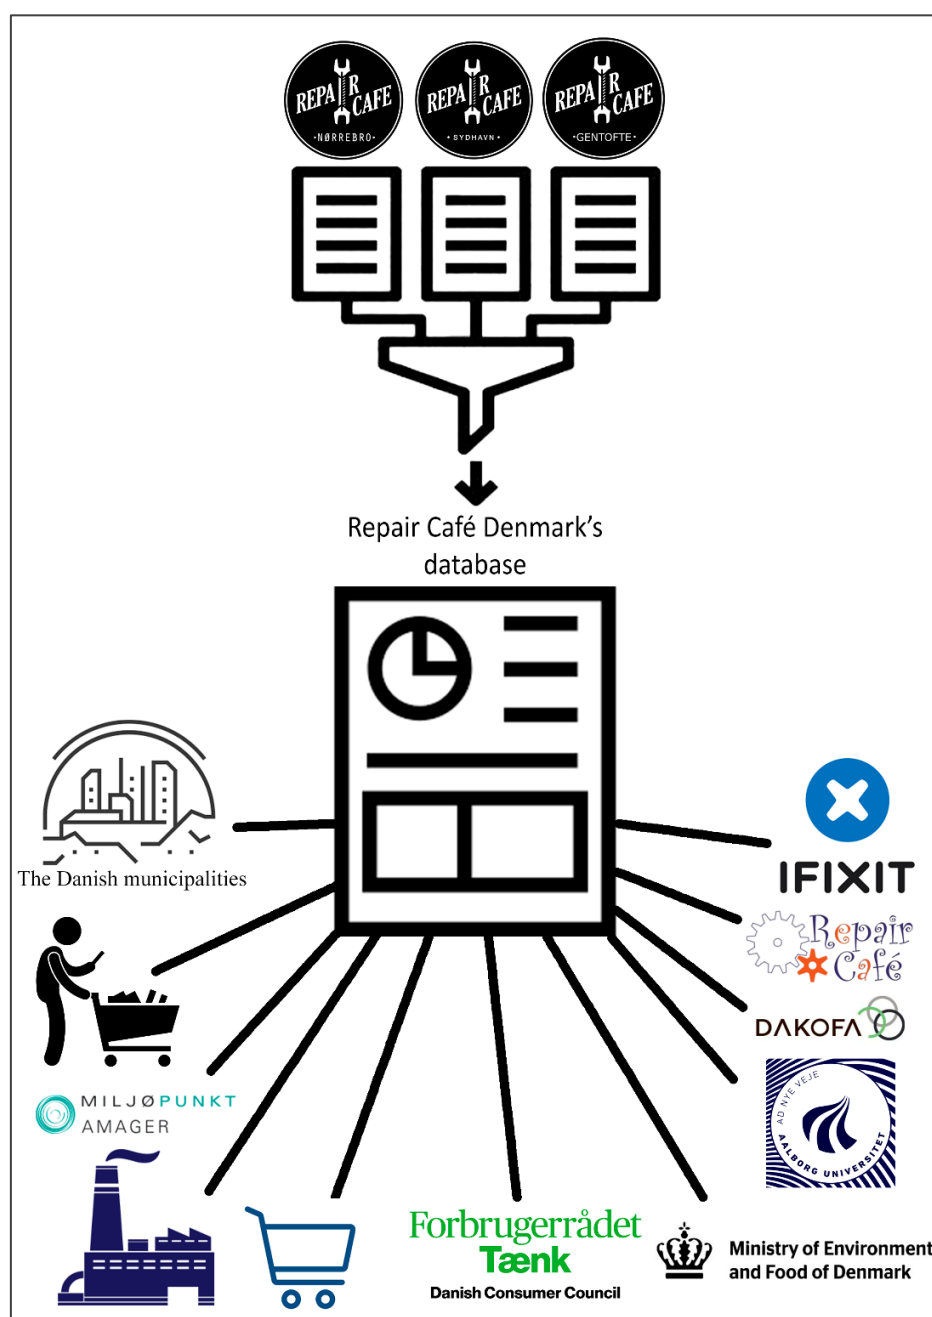 REPAIR CAFE
·NØRREBRO·
REPAIR CAFE
· SYDHAVN ·
REPAIR CAFE
·GENTOFTE·
Repair Café Denmark's
database
The Danish municipalities
IFIXIT
Repair
Café
DAKOFA
MILJØPUNKT
AMAGER
AD NYE VEJE
AALBORG UNIVERSITET
Forbrugerrådet
Tænk
Danish Consumer Council
Ministry of Environment
and Food of Denmark